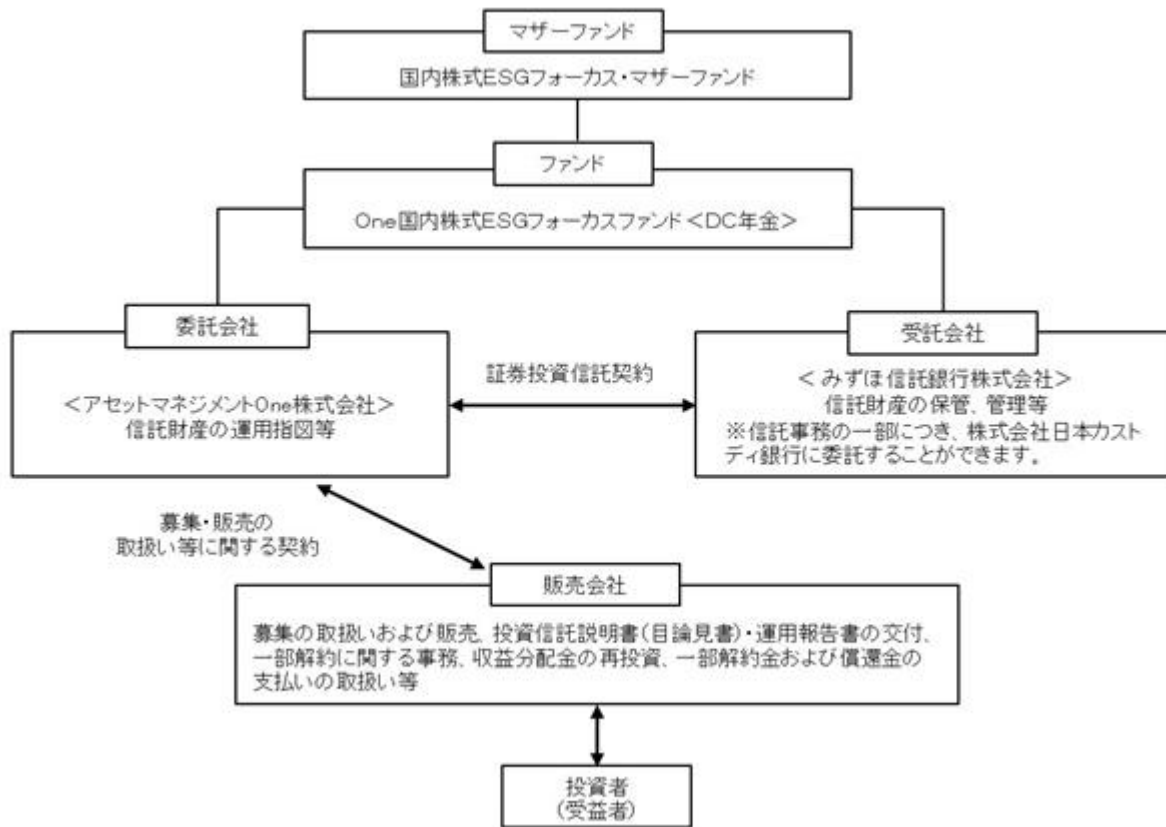 マザーファンド
国内株式ESGフォーカス・マザーファンド
ファンド
One国内株式ESGフォーカスファンド<DC年金>
委託会社
<アセットマネジメントOne株式会社>
信託財産の運用指図等
証券投資信託契約
受託会社
<みずほ信託銀行株式会社>
信託財産の保管、管理等
※信託事務の一部につき、株式会社日本カスト
ディ銀行に委託することができます。
募集・販売の
取扱い等に関する契約
販売会社
募集の取扱いおよび販売、投資信託説明書(目論見書)・運用報告書の交付、
一部解約に関する事務、収益分配金の再投資、一部解約金および償還金の
支払いの取扱い等
投資者
(受益者)